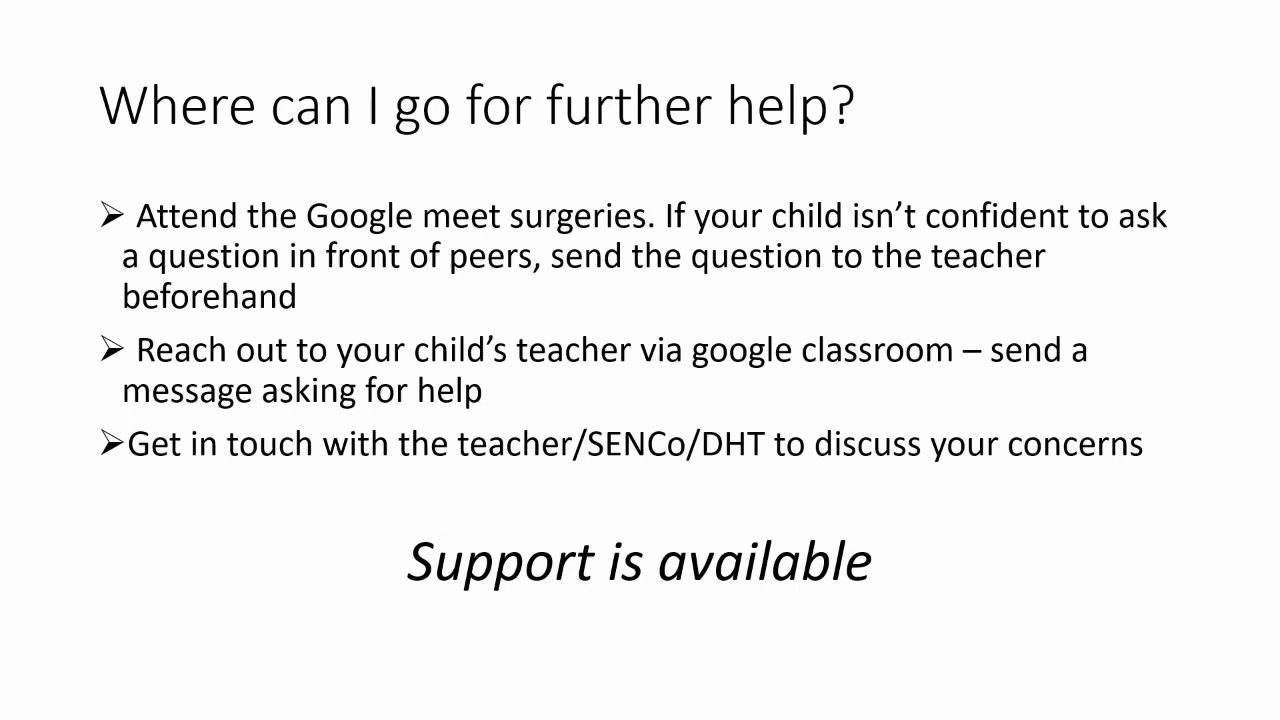 Where can I go for further help?
➢ Attend the Google meet surgeries. If your child isn’t confident to ask
a question in front of peers, send the question to the teacher
beforehand
➢ Reach out to your child’s teacher via google classroom – send a
message asking for help
➢Get in touch with the teacher/SENCo/DHT to discuss your concerns
Support is available